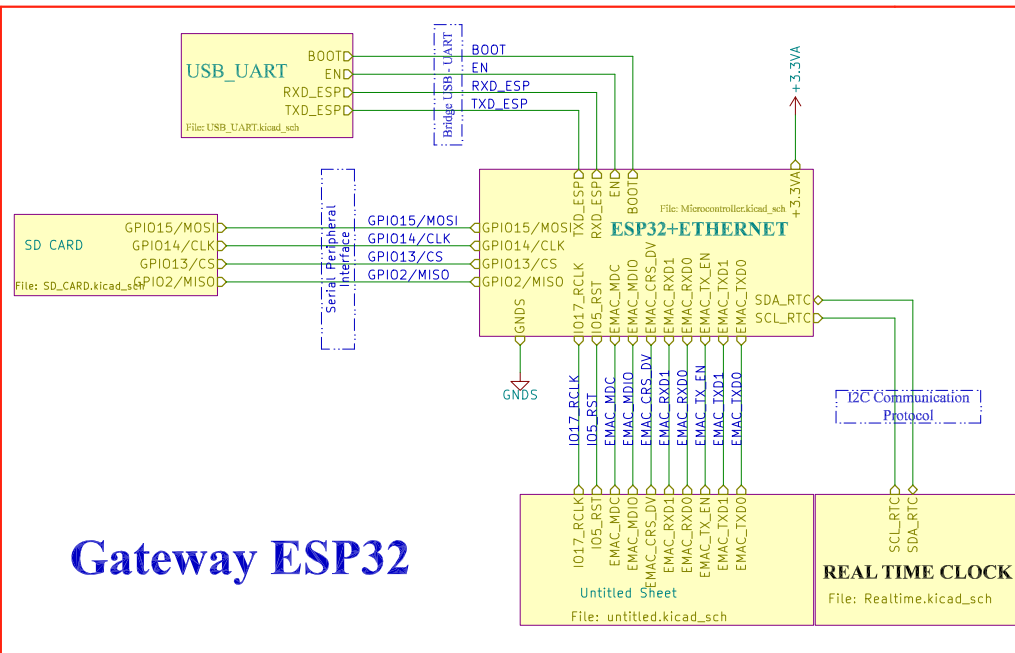 USB_UART
BOOT
EN
RXD_ESP
TXD_ESP
File: USB_UART.kicad_sch
Bridge USB - UART
BOOT
EN
RXD_ESP
TXD_ESP
+3.3VA
SD CARD
GPIO15/MOSI
GPIO14/CLK
GPIO13/CS
GPIO2/MISO
File: SD_CARD.kicad_sch
Serial Peripheral
Interface
GPIO15/MOSI
GPIO14/CLK
GPIO13/CS
GPIO2/MISO
TXD_ESP
RXD_ESP
EN
BOOT
+3.3VA
File: Microcontroller.kicad_sch
ESP32+ETHERNET
GPIO15/MOSI
GPIO14/CLK
GPIO13/CS
GPIO2/MISO
GNDS
IO17_RCLK
IO5_RST
EMAC_MDC
EMAC_MDIO
EMAC_CRS_DV
EMAC_RXD1
EMAC_RXD0
EMAC_TX_EN
EMAC_TXD1
EMAC_TXD0
SDA_RTC
SCL_RTC
GNDS
IO17_RCLK
IO5_RST
EMAC_MDC
EMAC_MDIO
EMAC_CRS_DV
EMAC_RXD1
EMAC_RXD0
EMAC_TX_EN
EMAC_TXD1
EMAC_TXD0
I2C Communication
Protocol
IO17_RCLK
IO5_RST
EMAC_MDC
EMAC_MDIO
EMAC_CRS_DV
EMAC_RXD1
EMAC_RXD0
EMAC_TX_EN
EMAC_TXD1
EMAC_TXD0
Untitled Sheet
File: untitled.kicad_sch
SCL_RTC
SDA_RTC
REAL TIME CLOCK
File: Realtime.kicad_sch
Gateway ESP32